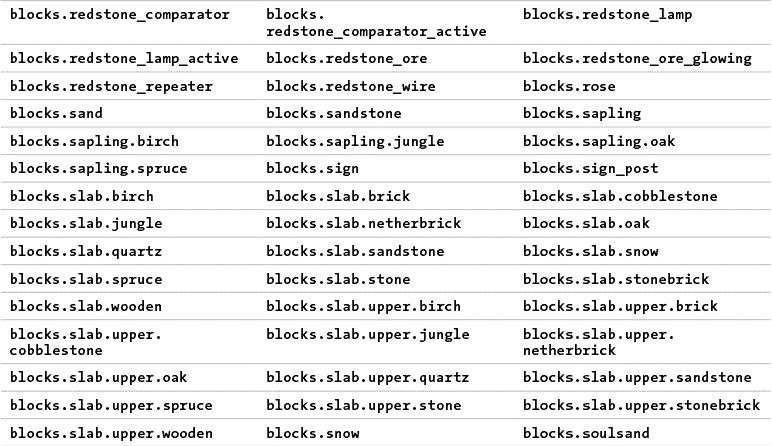 blocks.redstone_comparator blocks. blocks.redstone_lamp
redstone_comparator_active
blocks.redstone_lamp_active blocks.redstone_ore blocks.redstone_ore_glowing
blocks.redstone_repeater blocks.redstone_wire blocks.rose
blocks.sand blocks.sandstone blocks.sapling
blocks.sapling.birch blocks.sapling.jungle blocks.sapling.oak
blocks.sapling.spruce blocks.sign blocks.sign_post
blocks.slab.birch blocks.slab.brick blocks.slab.cobblestone
blocks.slab.jungle blocks.slab.netherbrick blocks.slab.oak
blocks.slab.quartz blocks.slab.sandstone blocks.slab.snow
blocks.slab.spruce blocks.slab.stone blocks.slab.stonebrick
blocks.slab.wooden blocks.slab.upper.birch blocks.slab.upper.brick
blocks.slab.upper. blocks.slab.upper.jungle blocks.slab.upper.
cobblestone netherbrick
blocks.slab.upper.oak blocks.slab.upper.quartz blocks.slab.upper.sandstone
blocks.slab.upper.spruce blocks.slab.upper.stone blocks.slab.upper.stonebrick
blocks.slab.upper.wooden blocks.snow blocks.soulsand